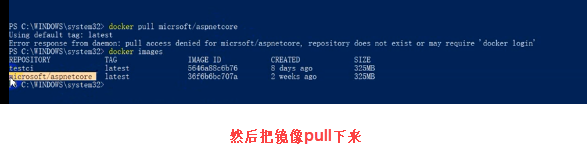 PS C:\WINDOWS\system32> docker pull micrsoft/aspnetcore
Using default tag: latest
Error response from daemon: pull access denied for micrsoft/aspnetcore, repository does not exist or may require 'docker login'
PS C:\WINDOWS\system32> docker images
REPOSITORY TAG IMAGE ID CREATED SIZE
testci latest 5646a88c6b76 8 days ago 325MB
microsoft/aspnetcore latest 36f6b6bc707a 2 weeks ago 325MB
PS C:\WINDOWS\system32>
然后把镜像pull下来